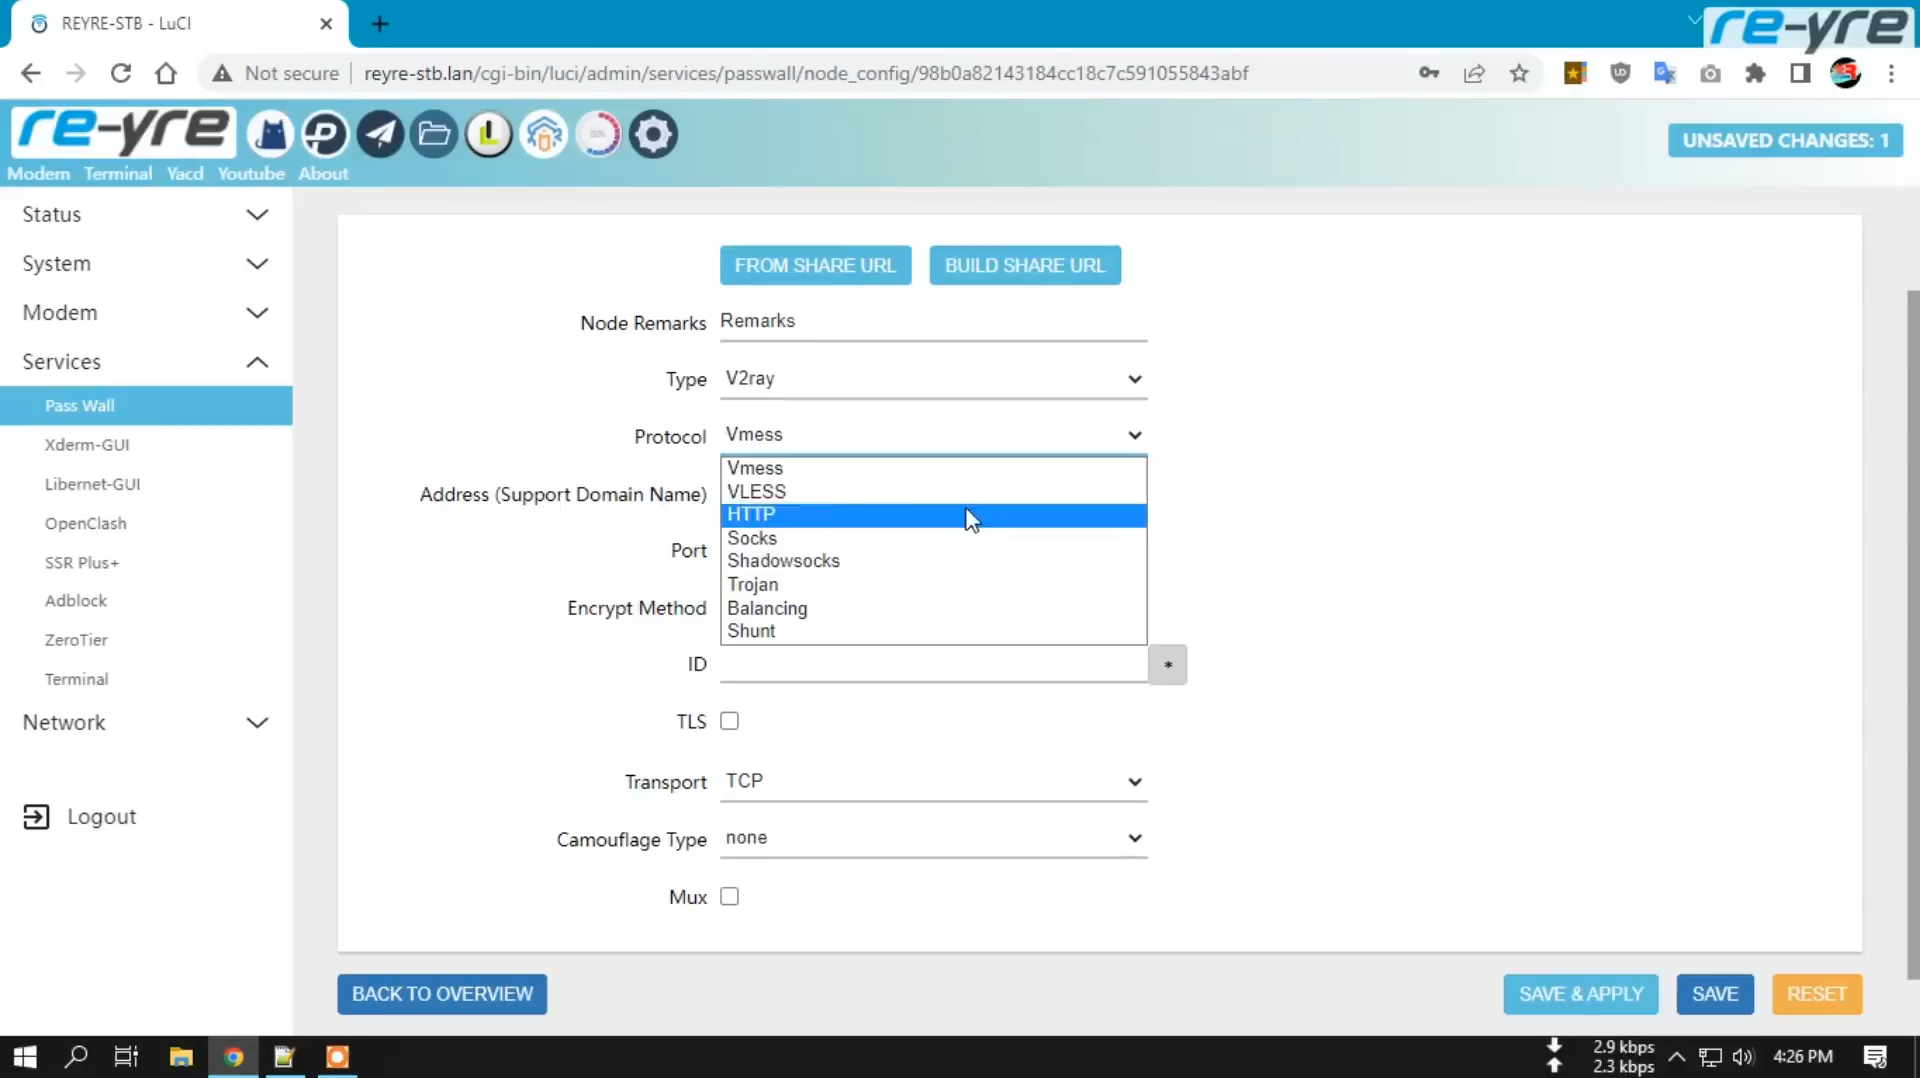 REYRE-STB - LuCI
re-yre
Not secure
reyre-stb.lan/cgi-bin/luci/admin/services/passwall/node_config/98b0a82143184cc18c7c591055843abf
re-yre
UNSAVED CHANGES: 1
Modem
Terminal
Yacd
Youtube
About
Status
System
Modem
Services
Pass Wall
Xderm-GUI
Libernet-GUI
OpenClash
SSR Plus+
Adblock
ZeroTier
Terminal
Network
Logout
FROM SHARE URL
BUILD SHARE URL
Node Remarks
Remarks
Type
V2ray
Protocol
Vmess
Vmess
VLESS
HTTP
Socks
Shadowsocks
Trojan
Balancing
Shunt
Address (Support Domain Name)
Port
Encrypt Method
ID
*
TLS
Transport
TCP
Camouflage Type
none
Mux
BACK TO OVERVIEW
SAVE & APPLY
SAVE
RESET
2.9 kbps
2.3 kbps
4:26 PM